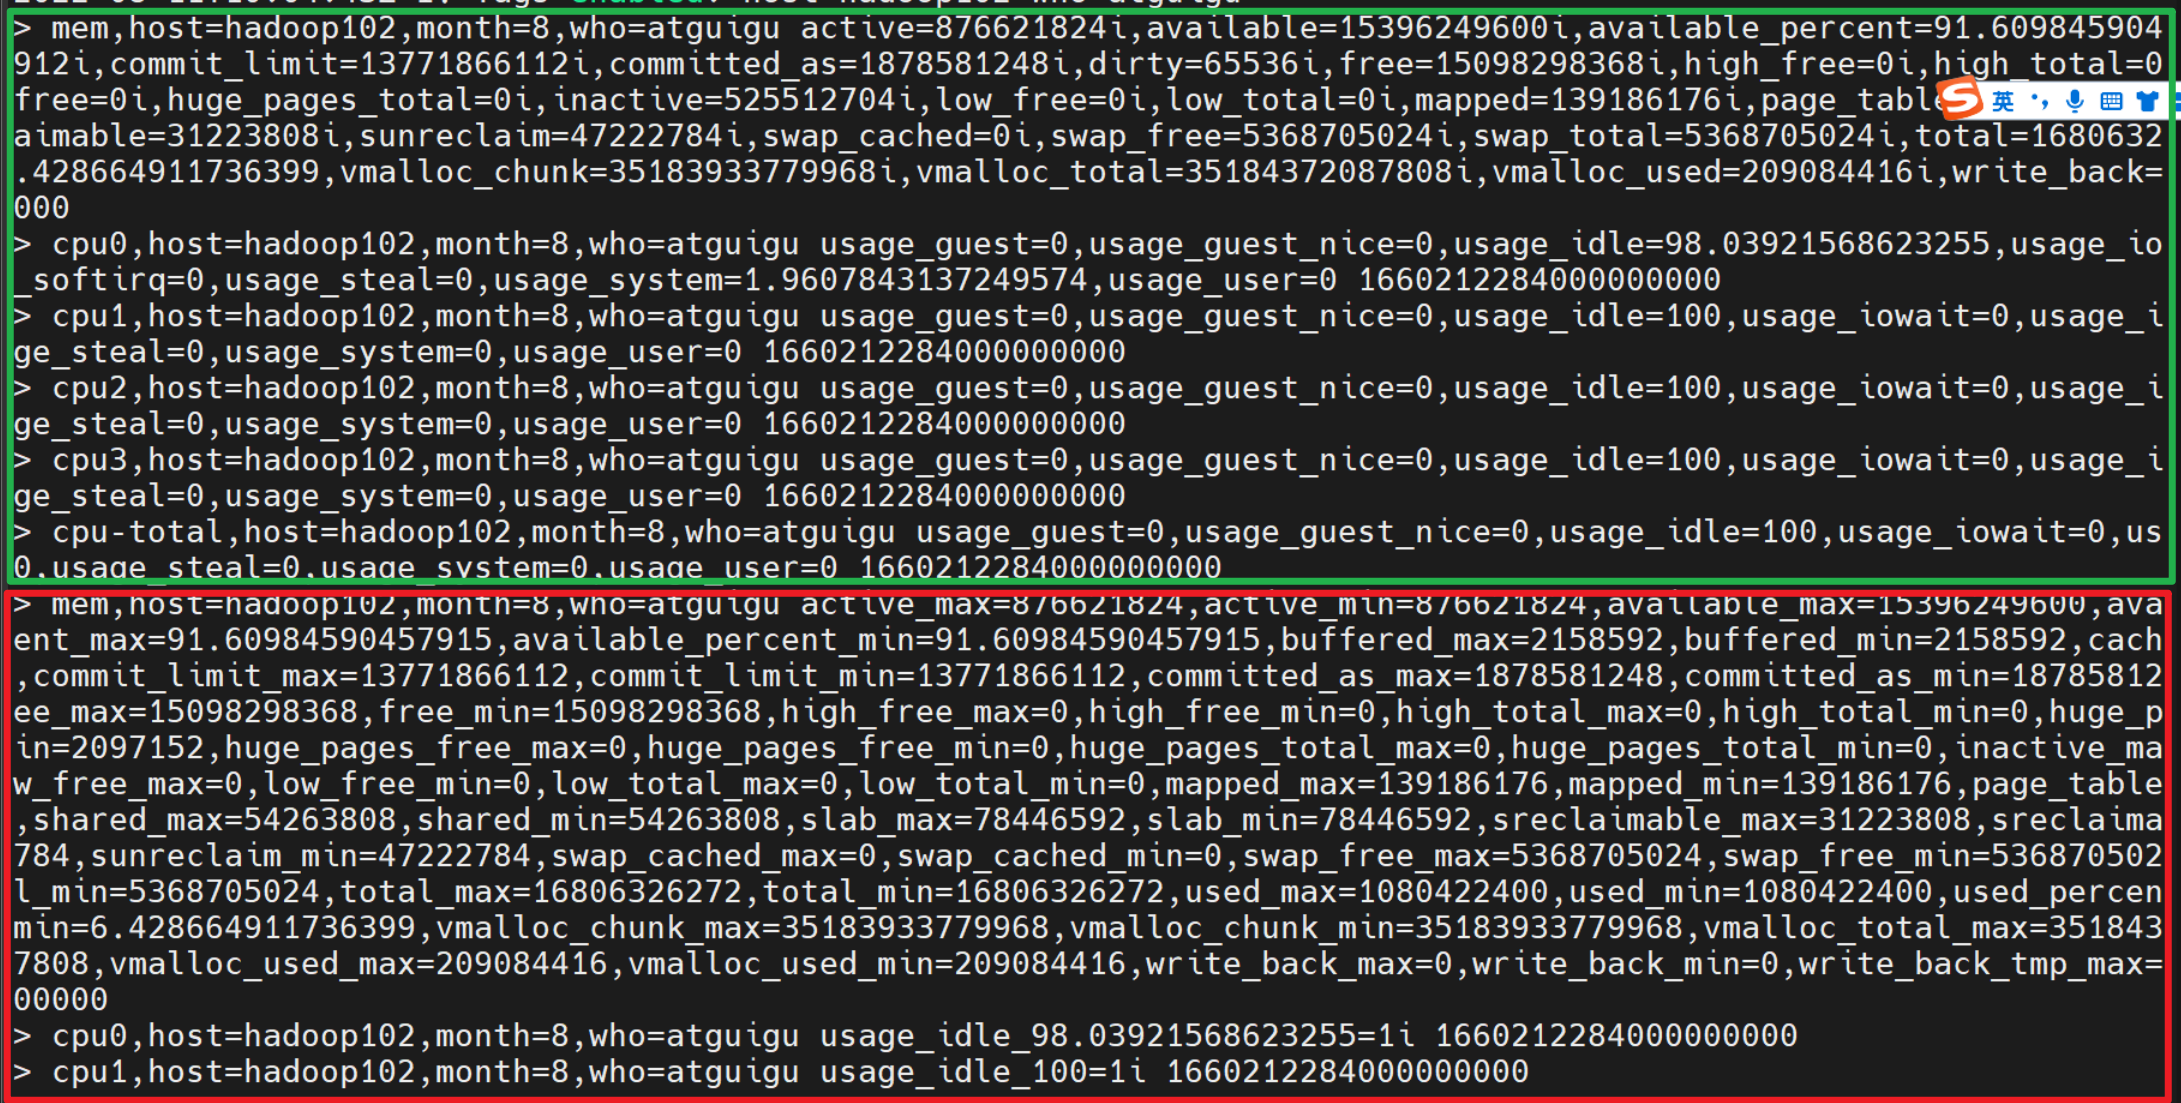 > mem,host=hadoop102,month=8,who=atguigu active=876621824i,available=15396249600i,available_percent=91.609845904
912i,commit_limit=13771866112i,committed_as=1878581248i,dirty=65536i,free=15098298368i,high_free=0i,high_total=0
free=0i,huge_pages_total=0i,inactive=525512704i,low_free=0i,low_total=0i,mapped=139186176i,page_table
英
aimable=31223808i,sunreclaim=47222784i,swap_cached=0i,swap_free=5368705024i,swap_total=5368705024i,total=1680632
.428664911736399,vmalloc_chunk=35183933779968i,vmalloc_total=35184372087808i,vmalloc_used=209084416i,write_back=
000
> cpu0,host=hadoop102,month=8,who=atguigu usage_guest=0,usage_guest_nice=0,usage_idle=98.03921568623255,usage_io
_softirq=0,usage_steal=0,usage_system=1.9607843137249574,usage_user=0 1660212284000000000
> cpu1,host=hadoop102,month=8,who=atguigu usage_guest=0,usage_guest_nice=0,usage_idle=100,usage_iowait=0,usage_i
ge_steal=0,usage_system=0,usage_user=0 1660212284000000000
> cpu2,host=hadoop102,month=8,who=atguigu usage_guest=0,usage_guest_nice=0,usage_idle=100,usage_iowait=0,usage_i
ge_steal=0,usage_system=0,usage_user=0 1660212284000000000
> cpu3,host=hadoop102,month=8,who=atguigu usage_guest=0,usage_guest_nice=0,usage_idle=100,usage_iowait=0,usage_i
ge_steal=0,usage_system=0,usage_user=0 1660212284000000000
> cpu-total,host=hadoop102,month=8,who=atguigu usage_guest=0,usage_guest_nice=0,usage_idle=100,usage_iowait=0,us
0,usage_steal=0,usage_system=0,usage_user=0 1660212284000000000
> mem,host=hadoop102,month=8,who=atguigu active_max=876621824,active_min=876621824,available_max=15396249600,ava
ent_max=91.60984590457915,available_percent_min=91.60984590457915,buffered_max=2158592,buffered_min=2158592,cach
,commit_limit_max=13771866112,commit_limit_min=13771866112,committed_as_max=1878581248,committed_as_min=18785812
ee_max=15098298368,free_min=15098298368,high_free_max=0,high_free_min=0,high_total_max=0,high_total_min=0,huge_p
in=2097152,huge_pages_free_max=0,huge_pages_free_min=0,huge_pages_total_max=0,huge_pages_total_min=0,inactive_ma
w_free_max=0,low_free_min=0,low_total_max=0,low_total_min=0,mapped_max=139186176,mapped_min=139186176,page_table
,shared_max=54263808,shared_min=54263808,slab_max=78446592,slab_min=78446592,sreclaimable_max=31223808,sreclaima
784,sunreclaim_min=47222784,swap_cached_max=0,swap_cached_min=0,swap_free_max=5368705024,swap_free_min=536870502
l_min=5368705024,total_max=16806326272,total_min=16806326272,used_max=1080422400,used_min=1080422400,used_percen
min=6.428664911736399,vmalloc_chunk_max=35183933779968,vmalloc_chunk_min=35183933779968,vmalloc_total_max=351843
7808,vmalloc_used_max=209084416,vmalloc_used_min=209084416,write_back_max=0,write_back_min=0,write_back_tmp_max=
00000
> cpu0,host=hadoop102,month=8,who=atguigu usage_idle_98.03921568623255=1i 1660212284000000000
> cpu1,host=hadoop102,month=8,who=atguigu usage_idle_100=1i 1660212284000000000